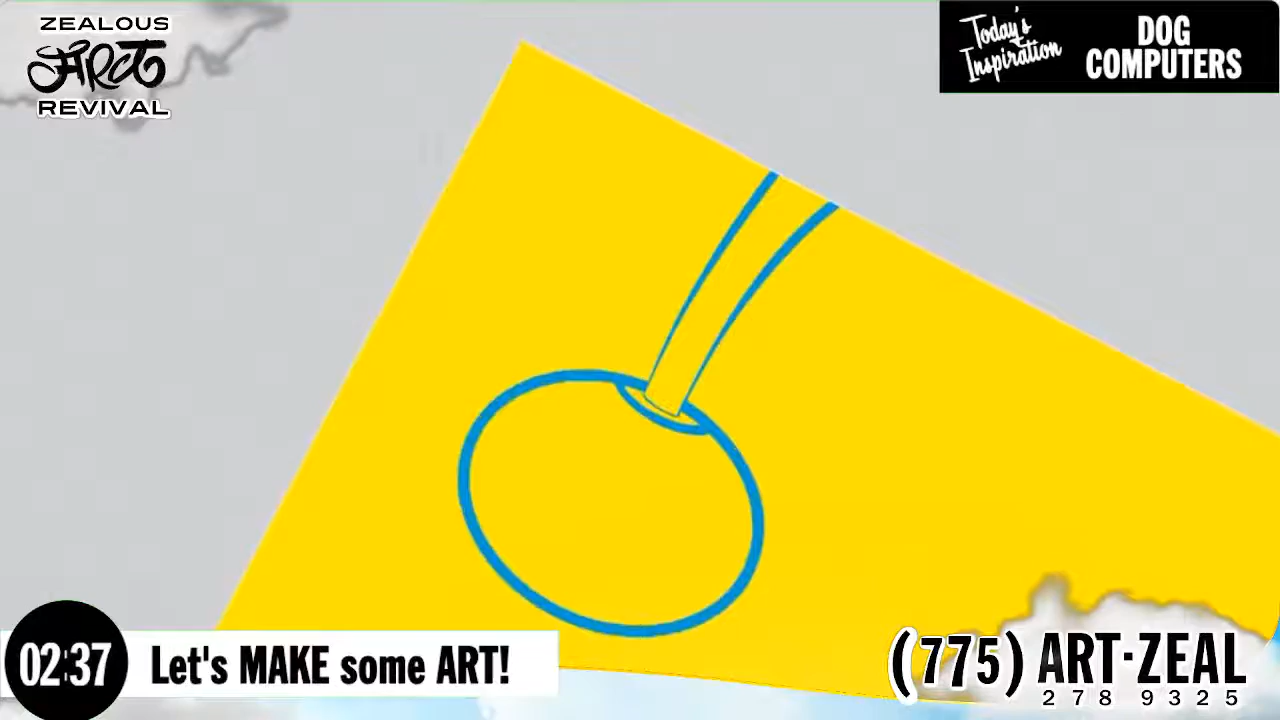 ZEALOUS
ART
REVIVAL
Today's
Inspiration
DOG
COMPUTERS
02:37
Let's MAKE some ART!
(775) ART-ZEAL
278 9325